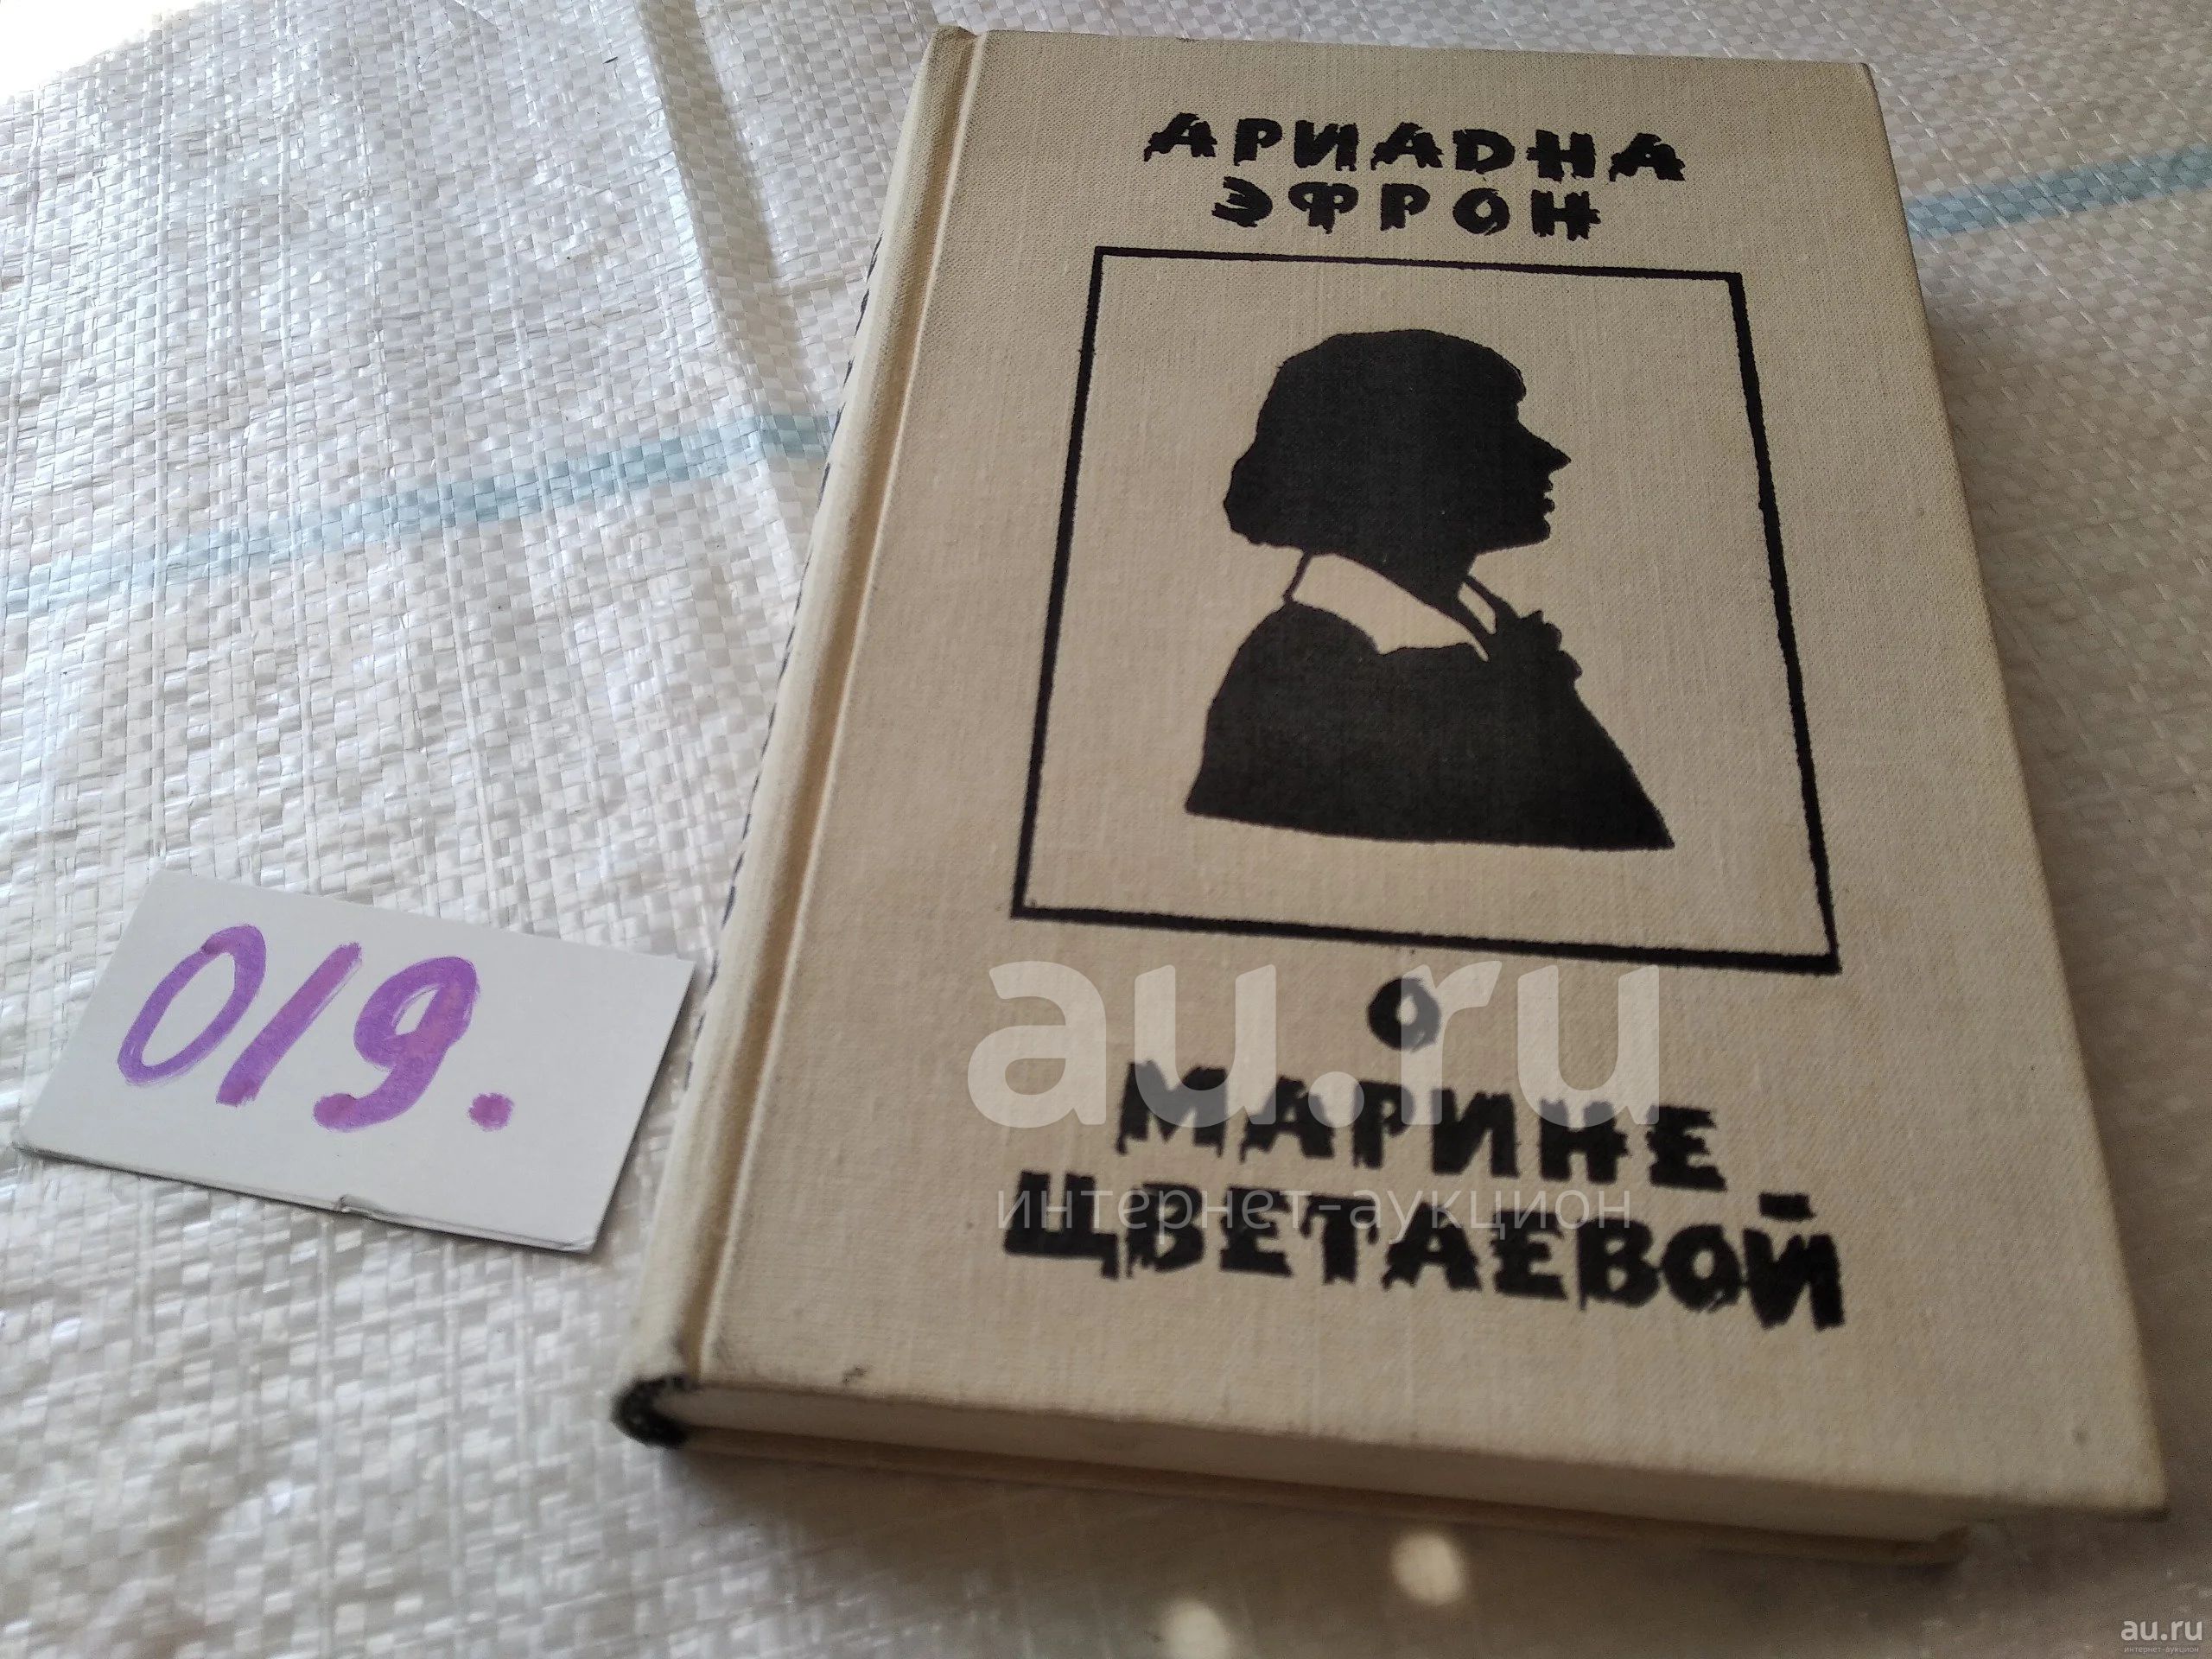 АРИАДНА
ЭФРОН
О
МАРИНЕ
ЦВЕТАЕВОЙ
019.
au.ru
интернет-аукцион
au.ru
интернет-аукцион